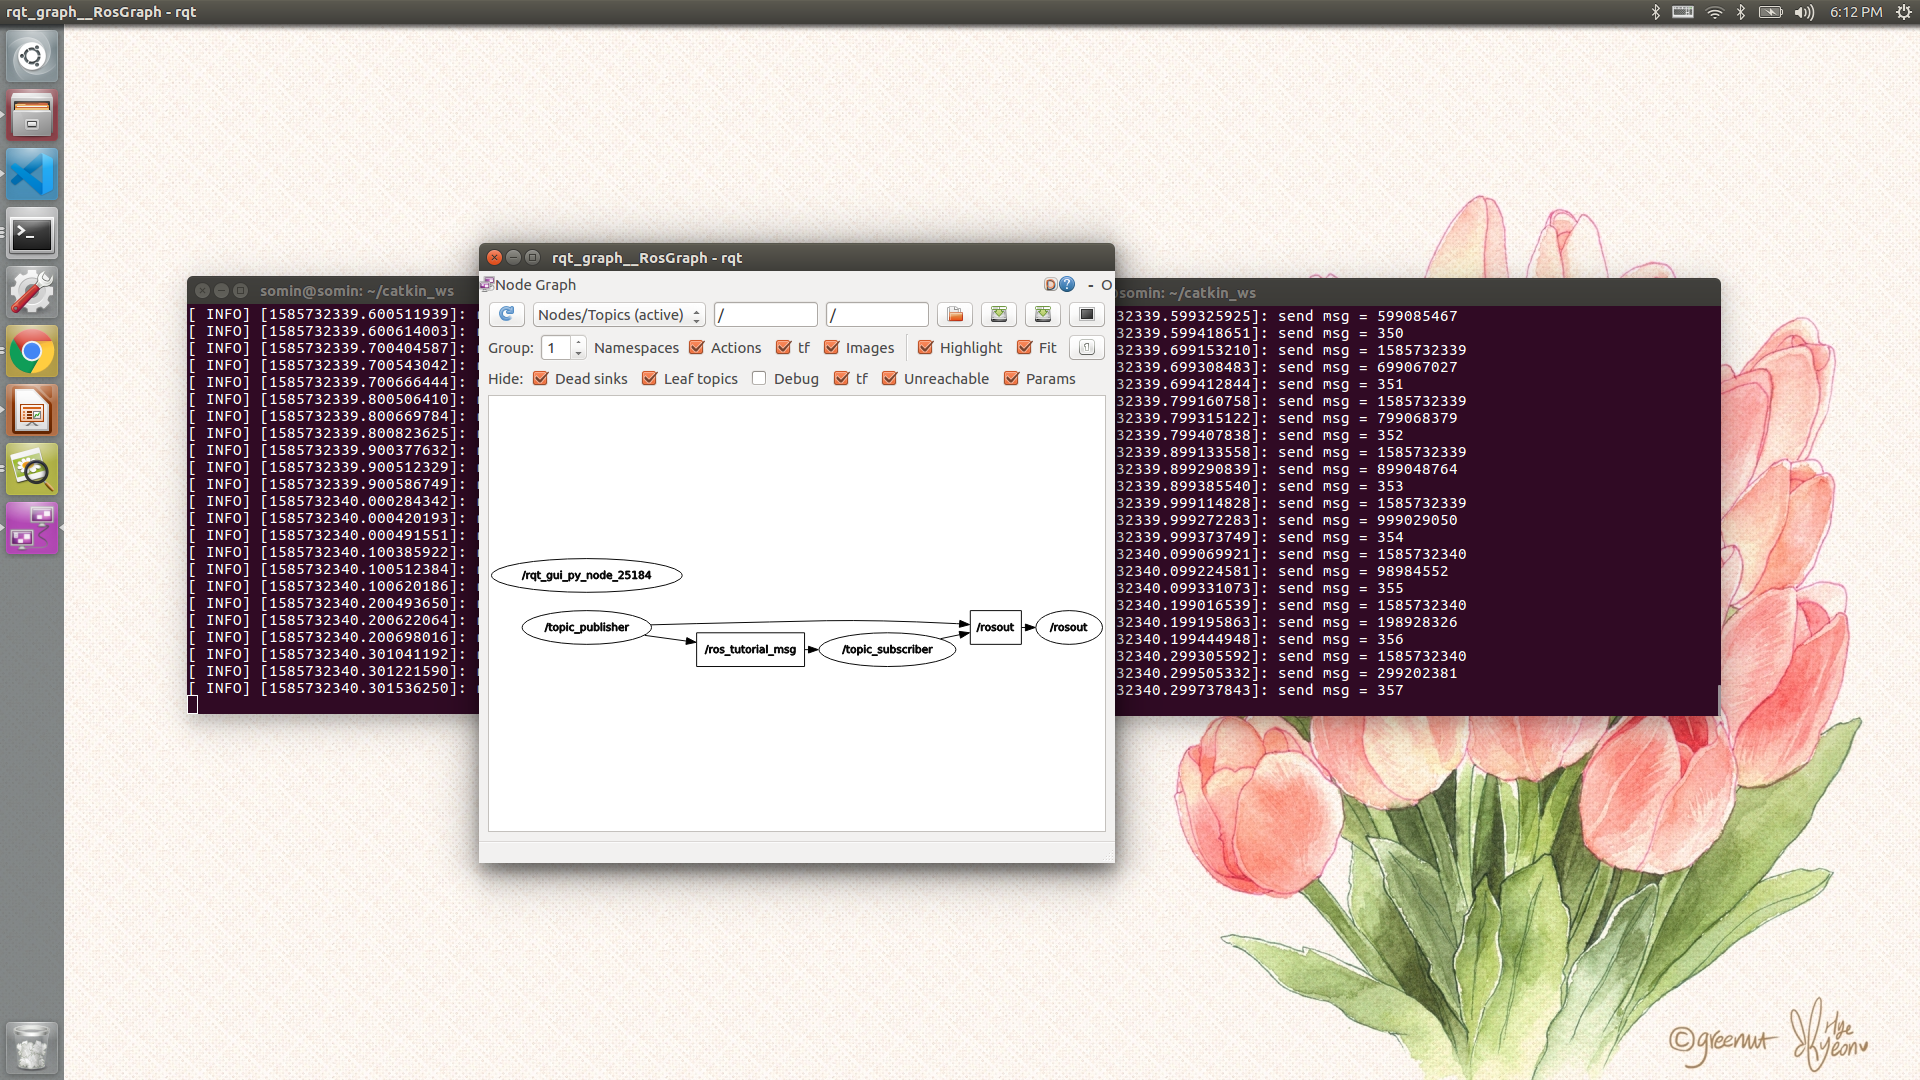 rqt_graph__RosGraph - rqt
6:12 PM
somin@somin: ~/catkin_ws
[ INFO] [1585732339.600511939]:
[ INFO] [1585732339.600614003]:
[ INFO] [1585732339.700404587]:
[ INFO] [1585732339.700543042]:
[ INFO] [1585732339.700666444]:
[ INFO] [1585732339.800506410]:
[ INFO] [1585732339.800669784]:
[ INFO] [1585732339.800823625]:
[ INFO] [1585732339.900377632]:
[ INFO] [1585732339.900512329]:
[ INFO] [1585732339.900586749]:
[ INFO] [1585732340.000284342]:
[ INFO] [1585732340.000420193]:
[ INFO] [1585732340.000491551]:
[ INFO] [1585732340.100385922]:
[ INFO] [1585732340.100512384]:
[ INFO] [1585732340.100620186]:
[ INFO] [1585732340.200493650]:
[ INFO] [1585732340.200622064]:
[ INFO] [1585732340.200698016]:
[ INFO] [1585732340.301041192]:
[ INFO] [1585732340.301221590]:
[ INFO] [1585732340.301536250]:
rqt_graph__RosGraph - rqt
Node Graph
D ? - O
Nodes/Topics (active) / /
Group: 1 Namespaces Actions tf Images Highlight Fit
Hide: Dead sinks Leaf topics Debug tf Unreachable Params
/rqt_gui_py_node_25184
/topic_publisher /rosout /rosout
/ros_tutorial_msg /topic_subscriber
somin: ~/catkin_ws
32339.599325925]: send msg = 599085467
32339.599418651]: send msg = 350
32339.699153210]: send msg = 1585732339
32339.699308483]: send msg = 699067027
32339.699412844]: send msg = 351
32339.799160758]: send msg = 1585732339
32339.799315122]: send msg = 799068379
32339.799407838]: send msg = 352
32339.899133558]: send msg = 1585732339
32339.899290839]: send msg = 899048764
32339.899385540]: send msg = 353
32339.999114828]: send msg = 1585732339
32339.999272283]: send msg = 999029050
32339.999373749]: send msg = 354
32340.099069921]: send msg = 1585732340
32340.099224581]: send msg = 98984552
32340.099331073]: send msg = 355
32340.199016539]: send msg = 1585732340
32340.199195863]: send msg = 198928326
32340.199444948]: send msg = 356
32340.299305592]: send msg = 1585732340
32340.299505332]: send msg = 299202381
32340.299737843]: send msg = 357
©greenut Hye Yeon